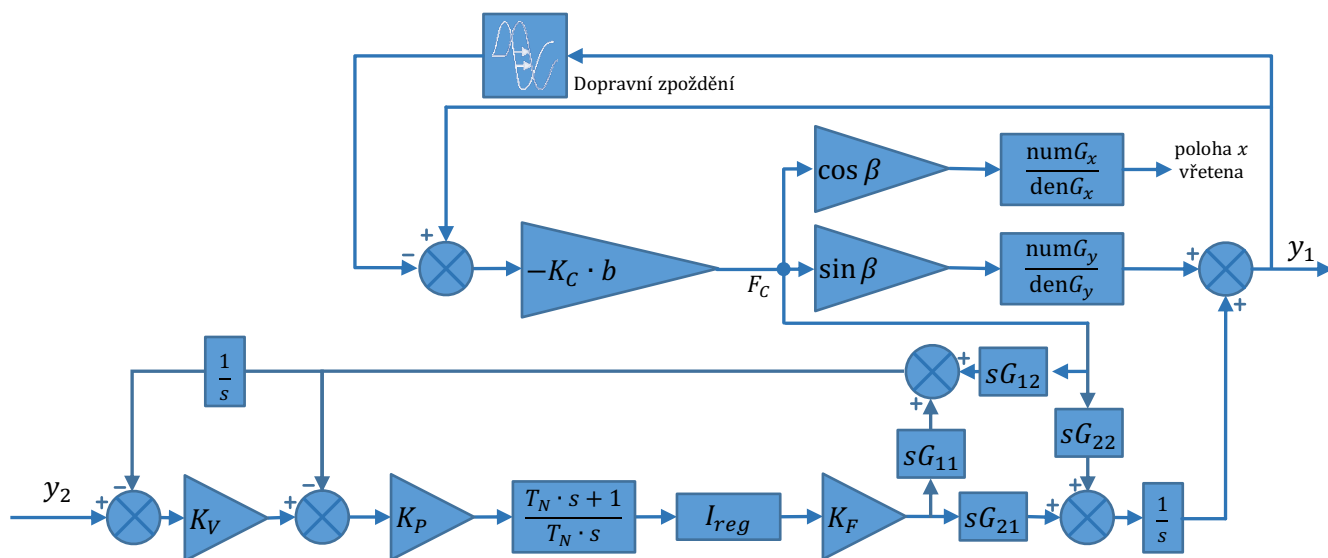 Dopravní zpoždění
cos β
numG_x
denG_x
poloha x
vřetena
−
+
−K_C · b
F_C
sin β
numG_y
denG_y
+
+
y_1
1
s
+
sG_12
+
sG_11
sG_22
y_2
+
−
K_V
+
−
K_P
T_N · s + 1
T_N · s
I_reg
K_F
sG_21
+
+
1
s